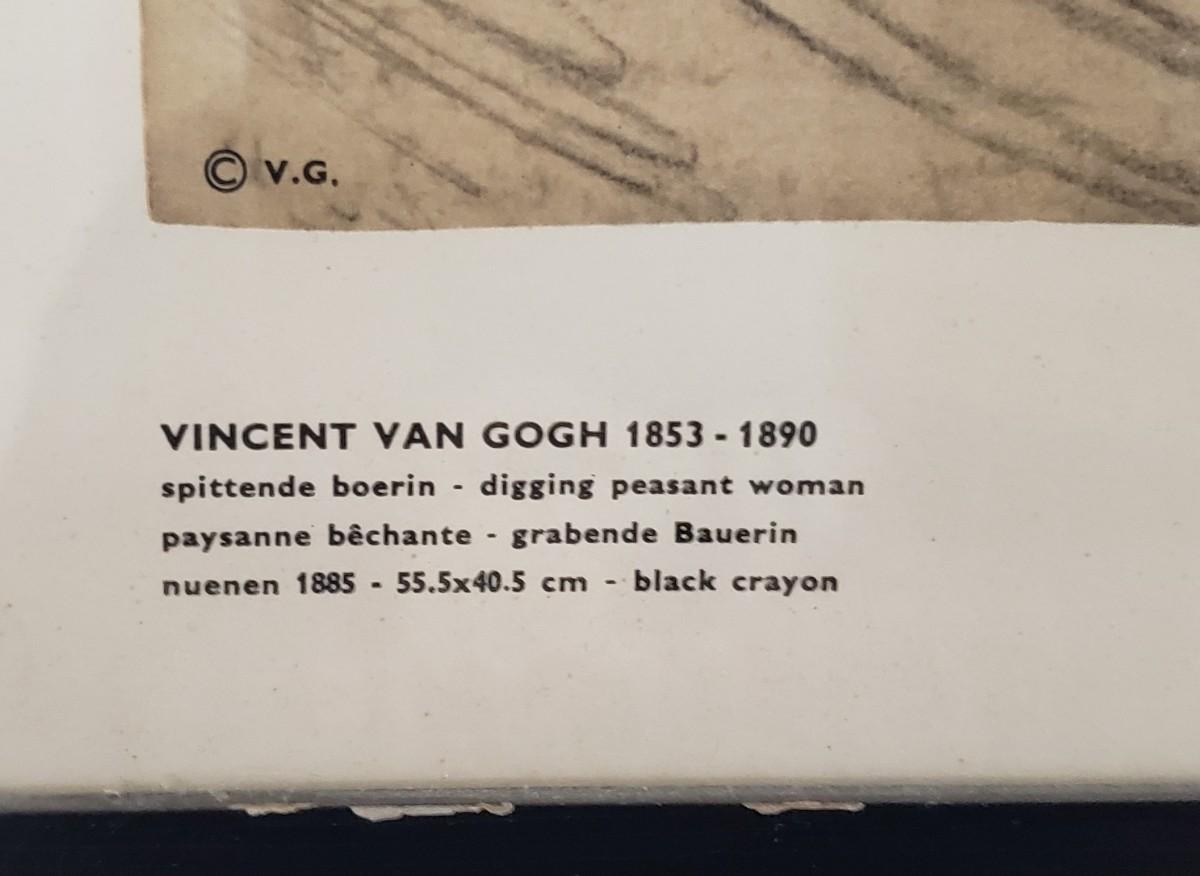 © V.G.
VINCENT VAN GOGH 1853 - 1890
spittende boerin - digging peasant woman
paysanne bêchante - grabende Bauerin
nuenen 1885 - 55.5x40.5 cm - black crayon